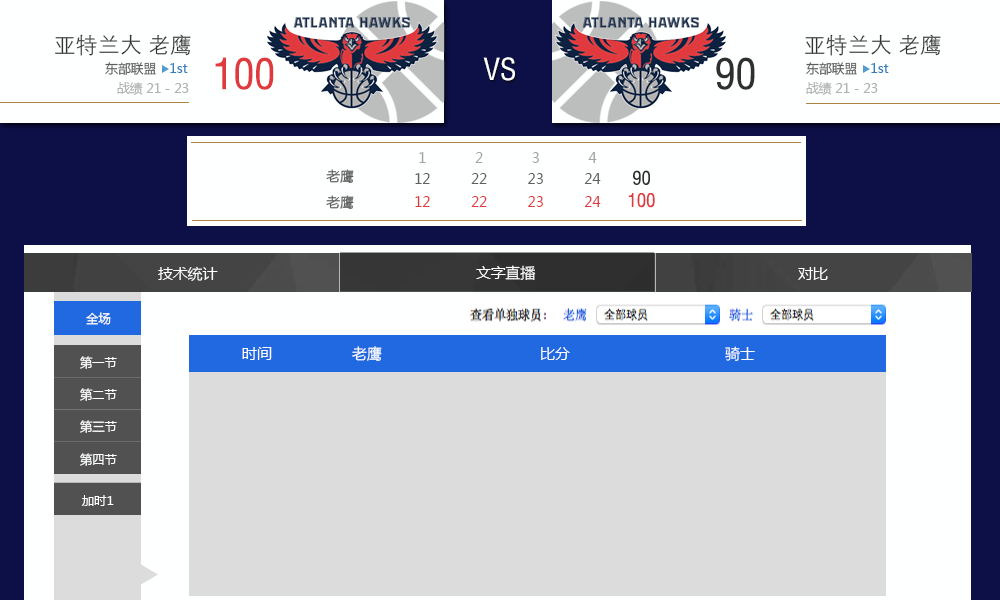 ATLANTA HAWKS
亚特兰大 老鹰
东部联盟 ▶1st
战绩 21 - 23
100
VS
ATLANTA HAWKS
90
亚特兰大 老鹰
东部联盟 ▶1st
战绩 21 - 23
1 2 3 4
老鹰 12 22 23 24 90
老鹰 12 22 23 24 100
技术统计 文字直播 对比
全场
第一节
第二节
第三节
第四节
加时1
查看单独球员： 老鹰 全部球员 骑士 全部球员
时间 老鹰 比分 骑士